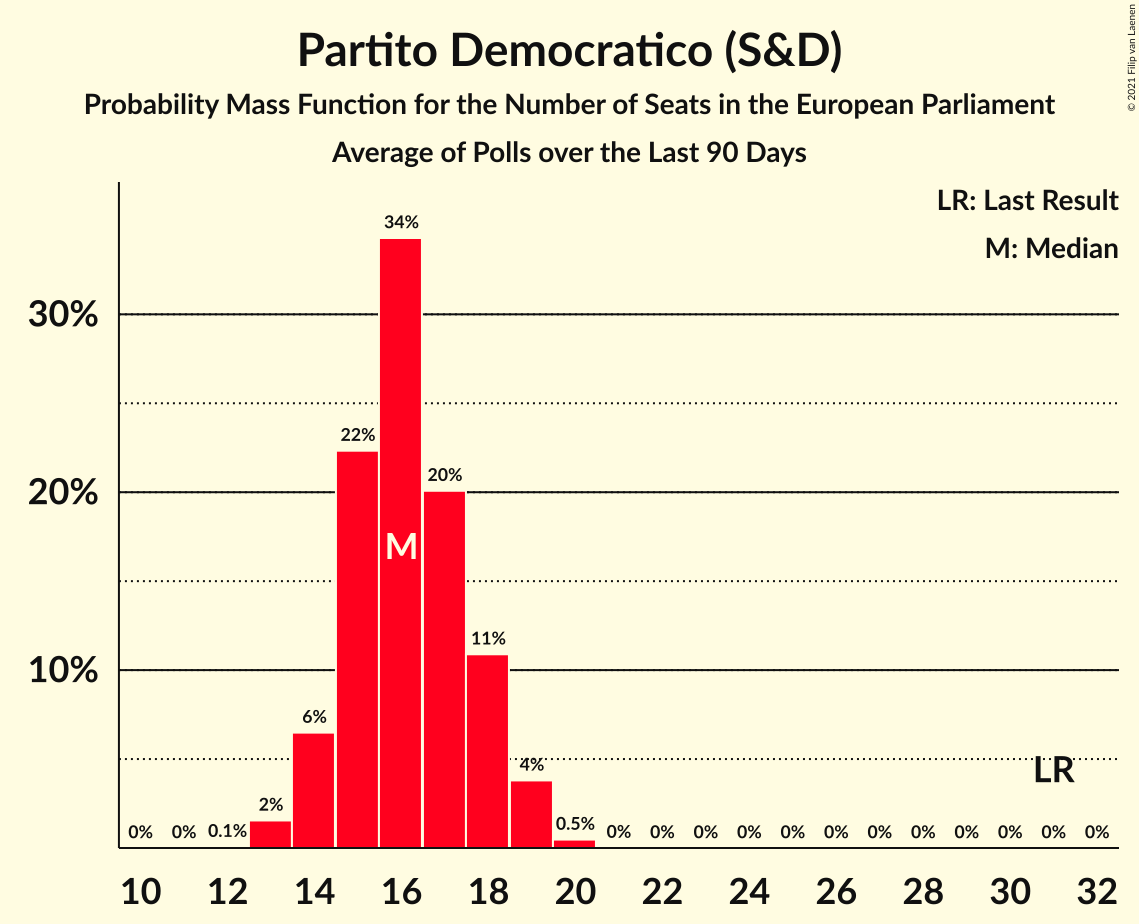 Partito Democratico (S&D)
Probability Mass Function for the Number of Seats in the European Parliament
Average of Polls over the Last 90 Days
© 2021 Filip van Laenen
LR: Last Result
M: Median
34%
30%
22%
20%
20%
M
11%
10%
6%
4%
LR
2%
0% 0% 0.1% 0.5% 0% 0% 0% 0% 0% 0% 0% 0% 0% 0% 0% 0%
10 12 14 16 18 20 22 24 26 28 30 32